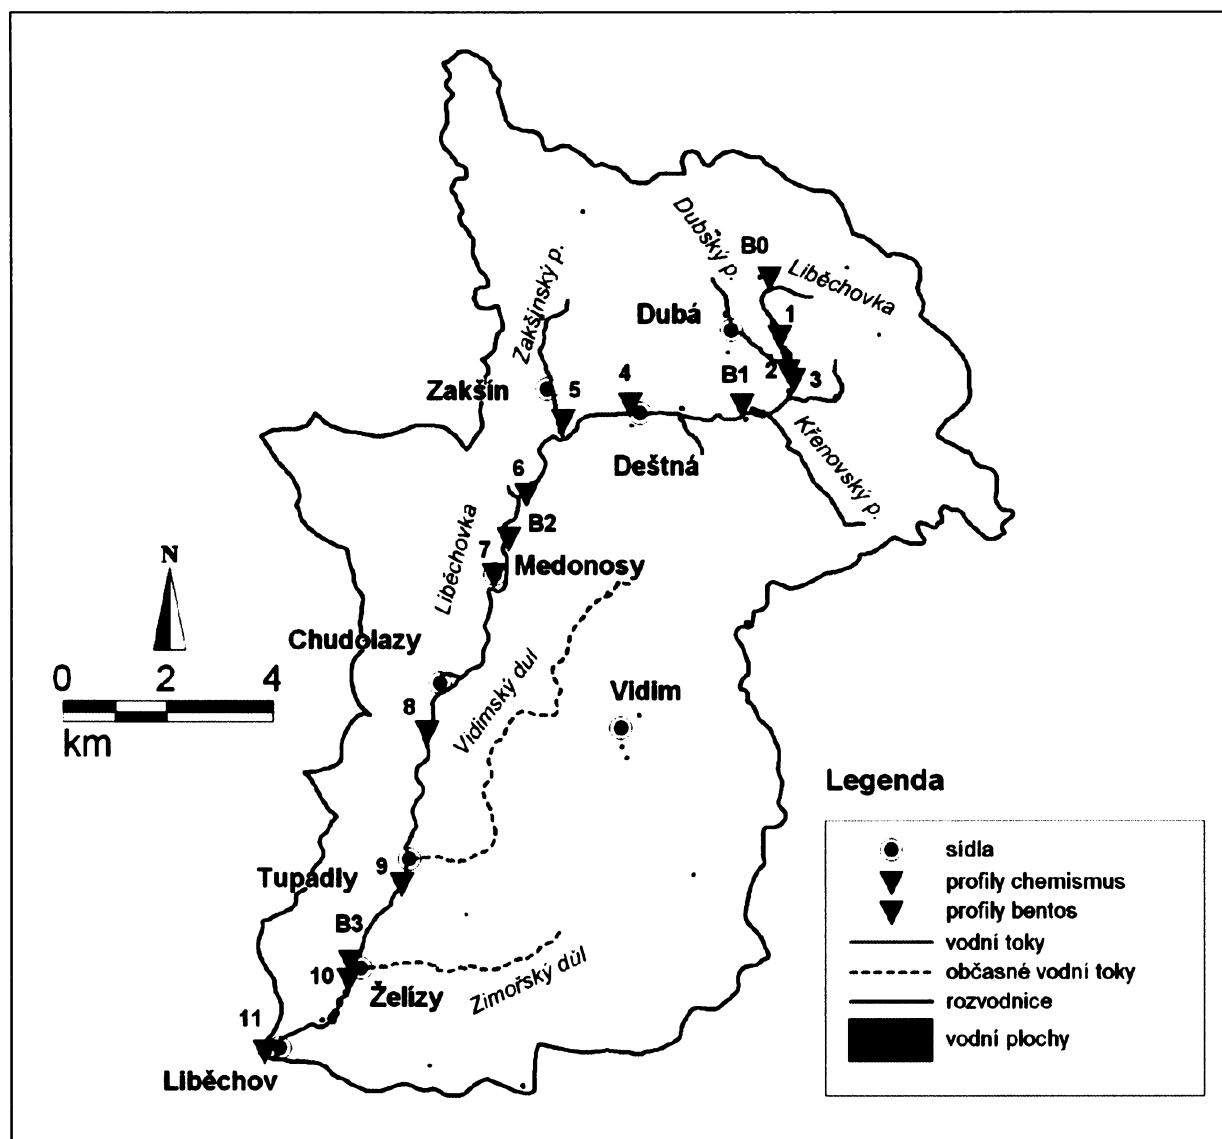 Dubský p.
B0
Liběchovka
Zakšínský p.
Dubá
1
2
3
Zakšín
5
4
B1
Deštná
Křenovský p.
6
B2
Liběchovka
7
Medonosy
N
Chudolazy
0 2 4
km
8
Vidimský dul
Vidim
Legenda
sídla
profily chemismus
profily bentos
vodní toky
občasné vodní toky
rozvodnice
vodní plochy
9
Tupadly
B3
10
Želízy
Zimořský důl
11
Liběchov